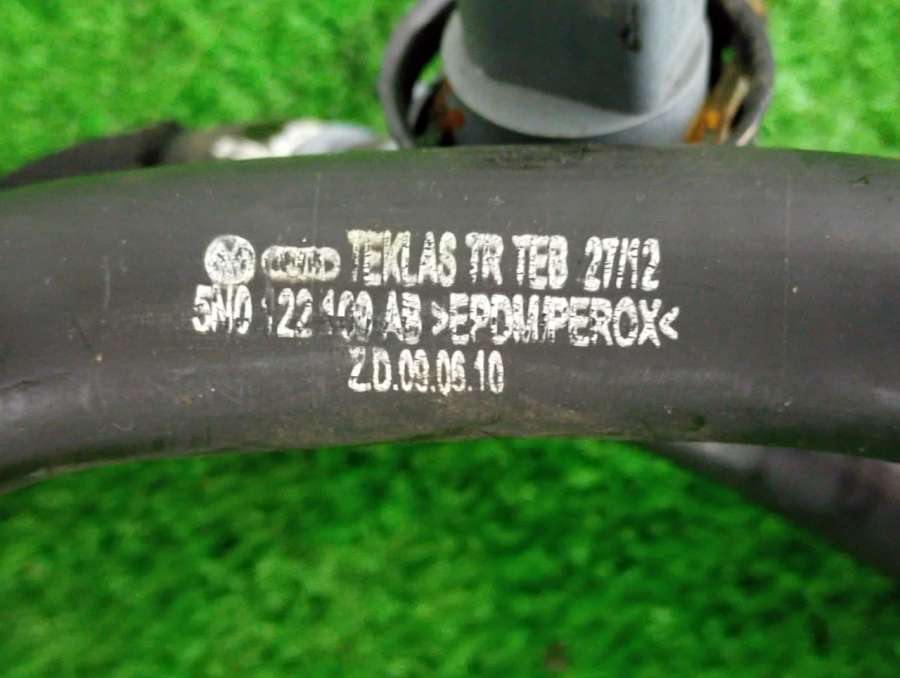 TEKLAS TR TEB 27/12
5N0 122 109 AB >EPDM/PEROX<
Z.D.09.06.10